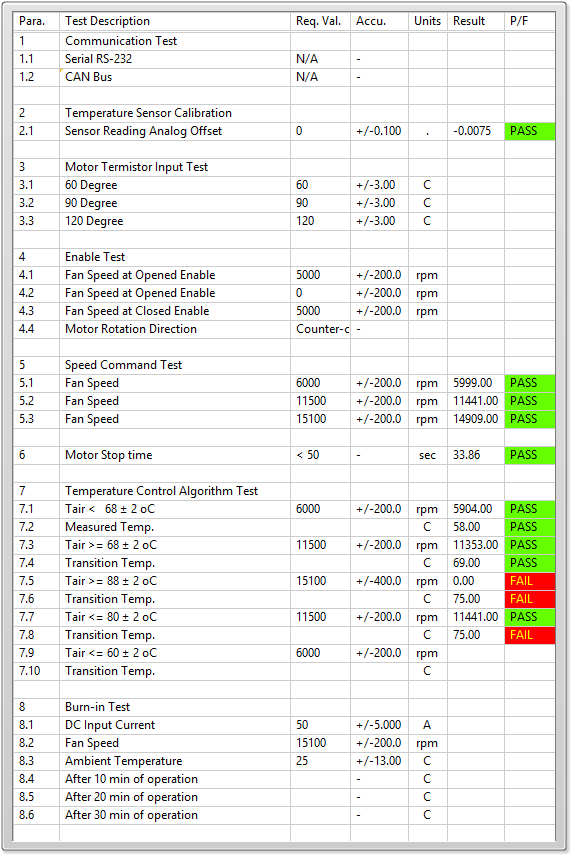 Para. Test Description Req. Val. Accu. Units Result P/F
1 Communication Test
1.1 Serial RS-232 N/A -
1.2 CAN Bus N/A -
2 Temperature Sensor Calibration
2.1 Sensor Reading Analog Offset 0 +/-0.100 . -0.0075 PASS
3 Motor Termistor Input Test
3.1 60 Degree 60 +/-3.00 C
3.2 90 Degree 90 +/-3.00 C
3.3 120 Degree 120 +/-3.00 C
4 Enable Test
4.1 Fan Speed at Opened Enable 5000 +/-200.0 rpm
4.2 Fan Speed at Opened Enable 0 +/-200.0 rpm
4.3 Fan Speed at Closed Enable 5000 +/-200.0 rpm
4.4 Motor Rotation Direction Counter-c -
5 Speed Command Test
5.1 Fan Speed 6000 +/-200.0 rpm 5999.00 PASS
5.2 Fan Speed 11500 +/-200.0 rpm 11441.00 PASS
5.3 Fan Speed 15100 +/-200.0 rpm 14909.00 PASS
6 Motor Stop time < 50 - sec 33.86 PASS
7 Temperature Control Algorithm Test
7.1 Tair < 68 ± 2 oC 6000 +/-200.0 rpm 5904.00 PASS
7.2 Measured Temp. C 58.00 PASS
7.3 Tair >= 68 ± 2 oC 11500 +/-200.0 rpm 11353.00 PASS
7.4 Transition Temp. C 69.00 PASS
7.5 Tair >= 88 ± 2 oC 15100 +/-400.0 rpm 0.00 FAIL
7.6 Transition Temp. C 75.00 FAIL
7.7 Tair <= 80 ± 2 oC 11500 +/-200.0 rpm 11441.00 PASS
7.8 Transition Temp. C 75.00 FAIL
7.9 Tair <= 60 ± 2 oC 6000 +/-200.0 rpm
7.10 Transition Temp. C
8 Burn-in Test
8.1 DC Input Current 50 +/-5.000 A
8.2 Fan Speed 15100 +/-200.0 rpm
8.3 Ambient Temperature 25 +/-13.00 C
8.4 After 10 min of operation - C
8.5 After 20 min of operation - C
8.6 After 30 min of operation - C